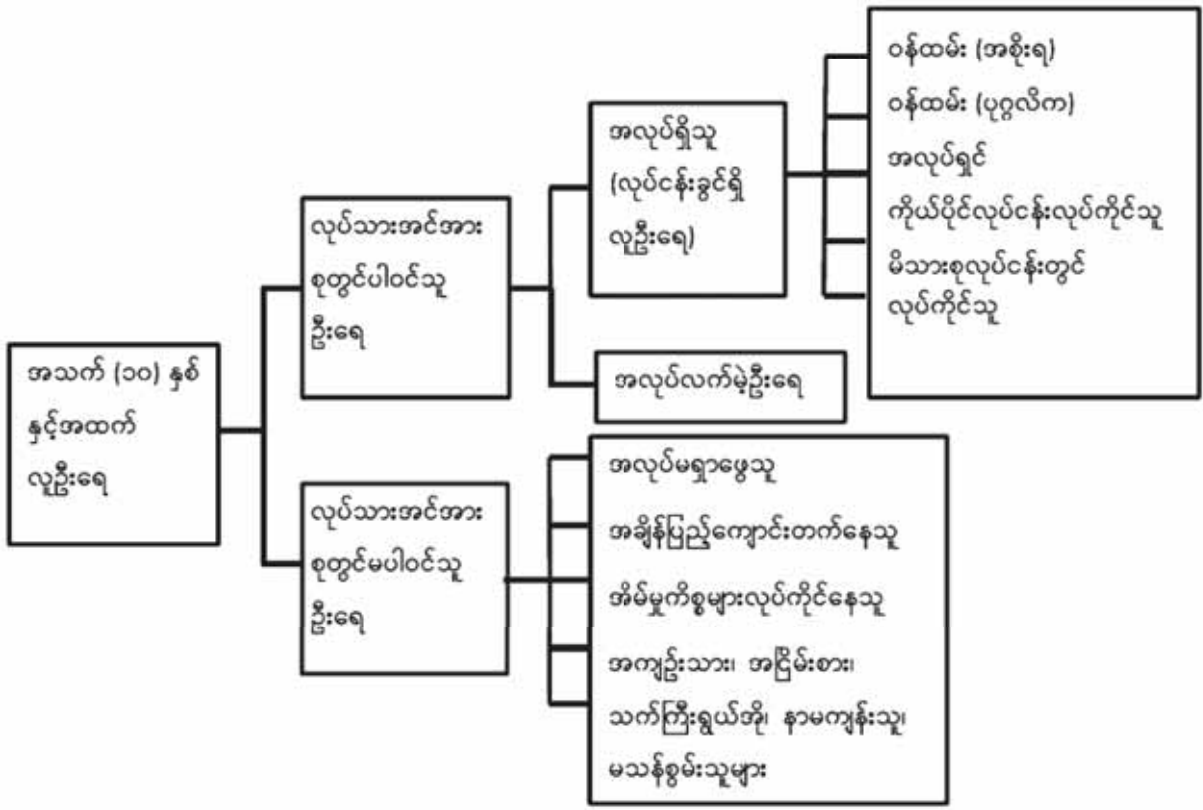 အသက် (၁၀) နှစ်
နှင့်အထက်
လူဦးရေ
လုပ်သားအင်အား
စုတွင်ပါဝင်သူ
ဦးရေ
လုပ်သားအင်အား
စုတွင်မပါဝင်သူ
ဦးရေ
အလုပ်ရှိသူ
(လုပ်ငန်းခွင်ရှိ
လူဦးရေ)
အလုပ်လက်မဲ့ဦးရေ
ဝန်ထမ်း (အစိုးရ)
ဝန်ထမ်း (ပုဂ္ဂလိက)
အလုပ်ရှင်
ကိုယ်ပိုင်လုပ်ငန်းလုပ်ကိုင်သူ
မိသားစုလုပ်ငန်းတွင်
လုပ်ကိုင်သူ
အလုပ်မရှာဖွေသူ
အချိန်ပြည့်ကျောင်းတက်နေသူ
အိမ်မှုကိစ္စများလုပ်ကိုင်နေသူ
အကျဉ်းသား၊ အငြိမ်းစား၊
သက်ကြီးရွယ်အို၊ နာမကျန်းသူ၊
မသန်စွမ်းသူများ